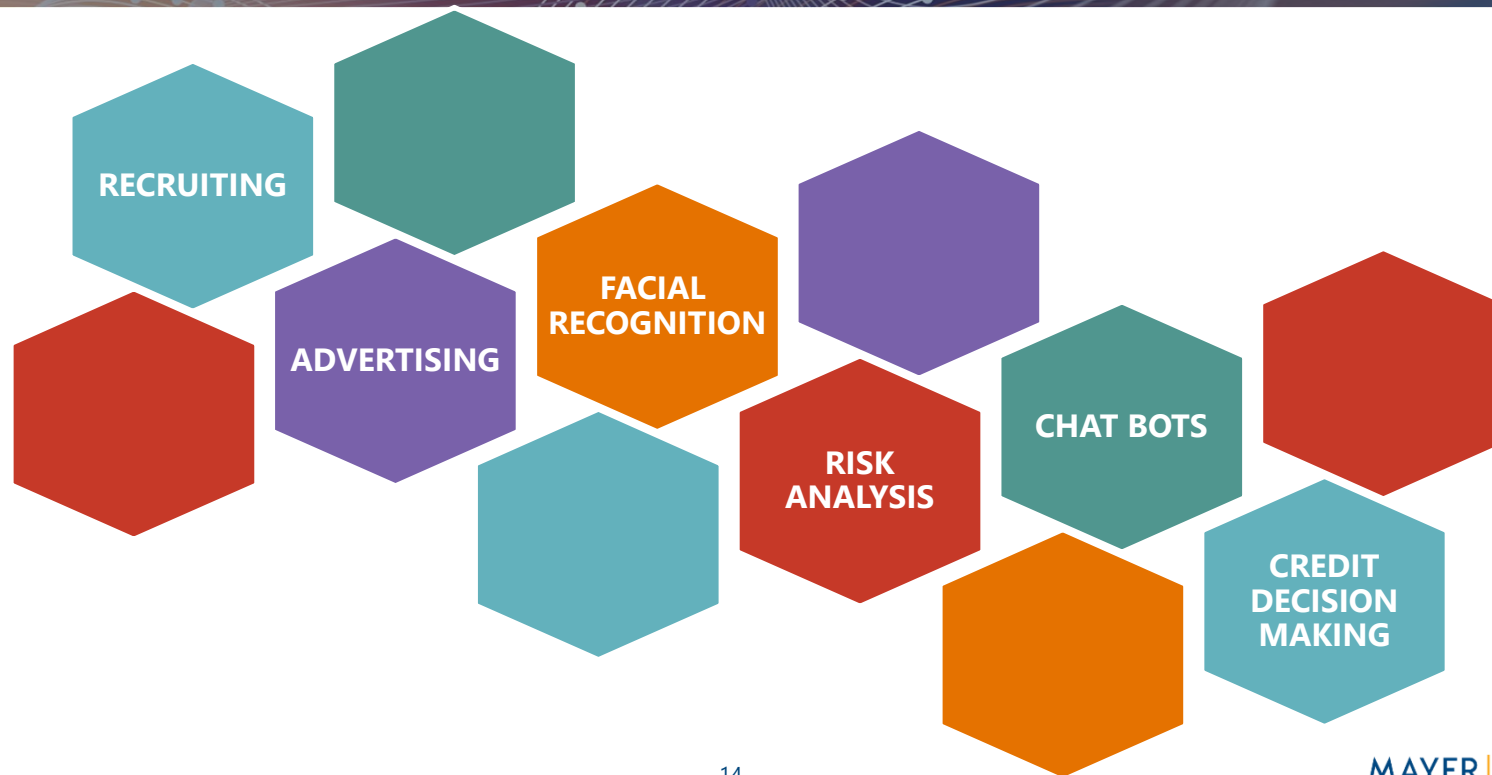 RECRUITING
ADVERTISING
FACIAL
RECOGNITION
RISK
ANALYSIS
CHAT BOTS
CREDIT
DECISION
MAKING
14
MAYER